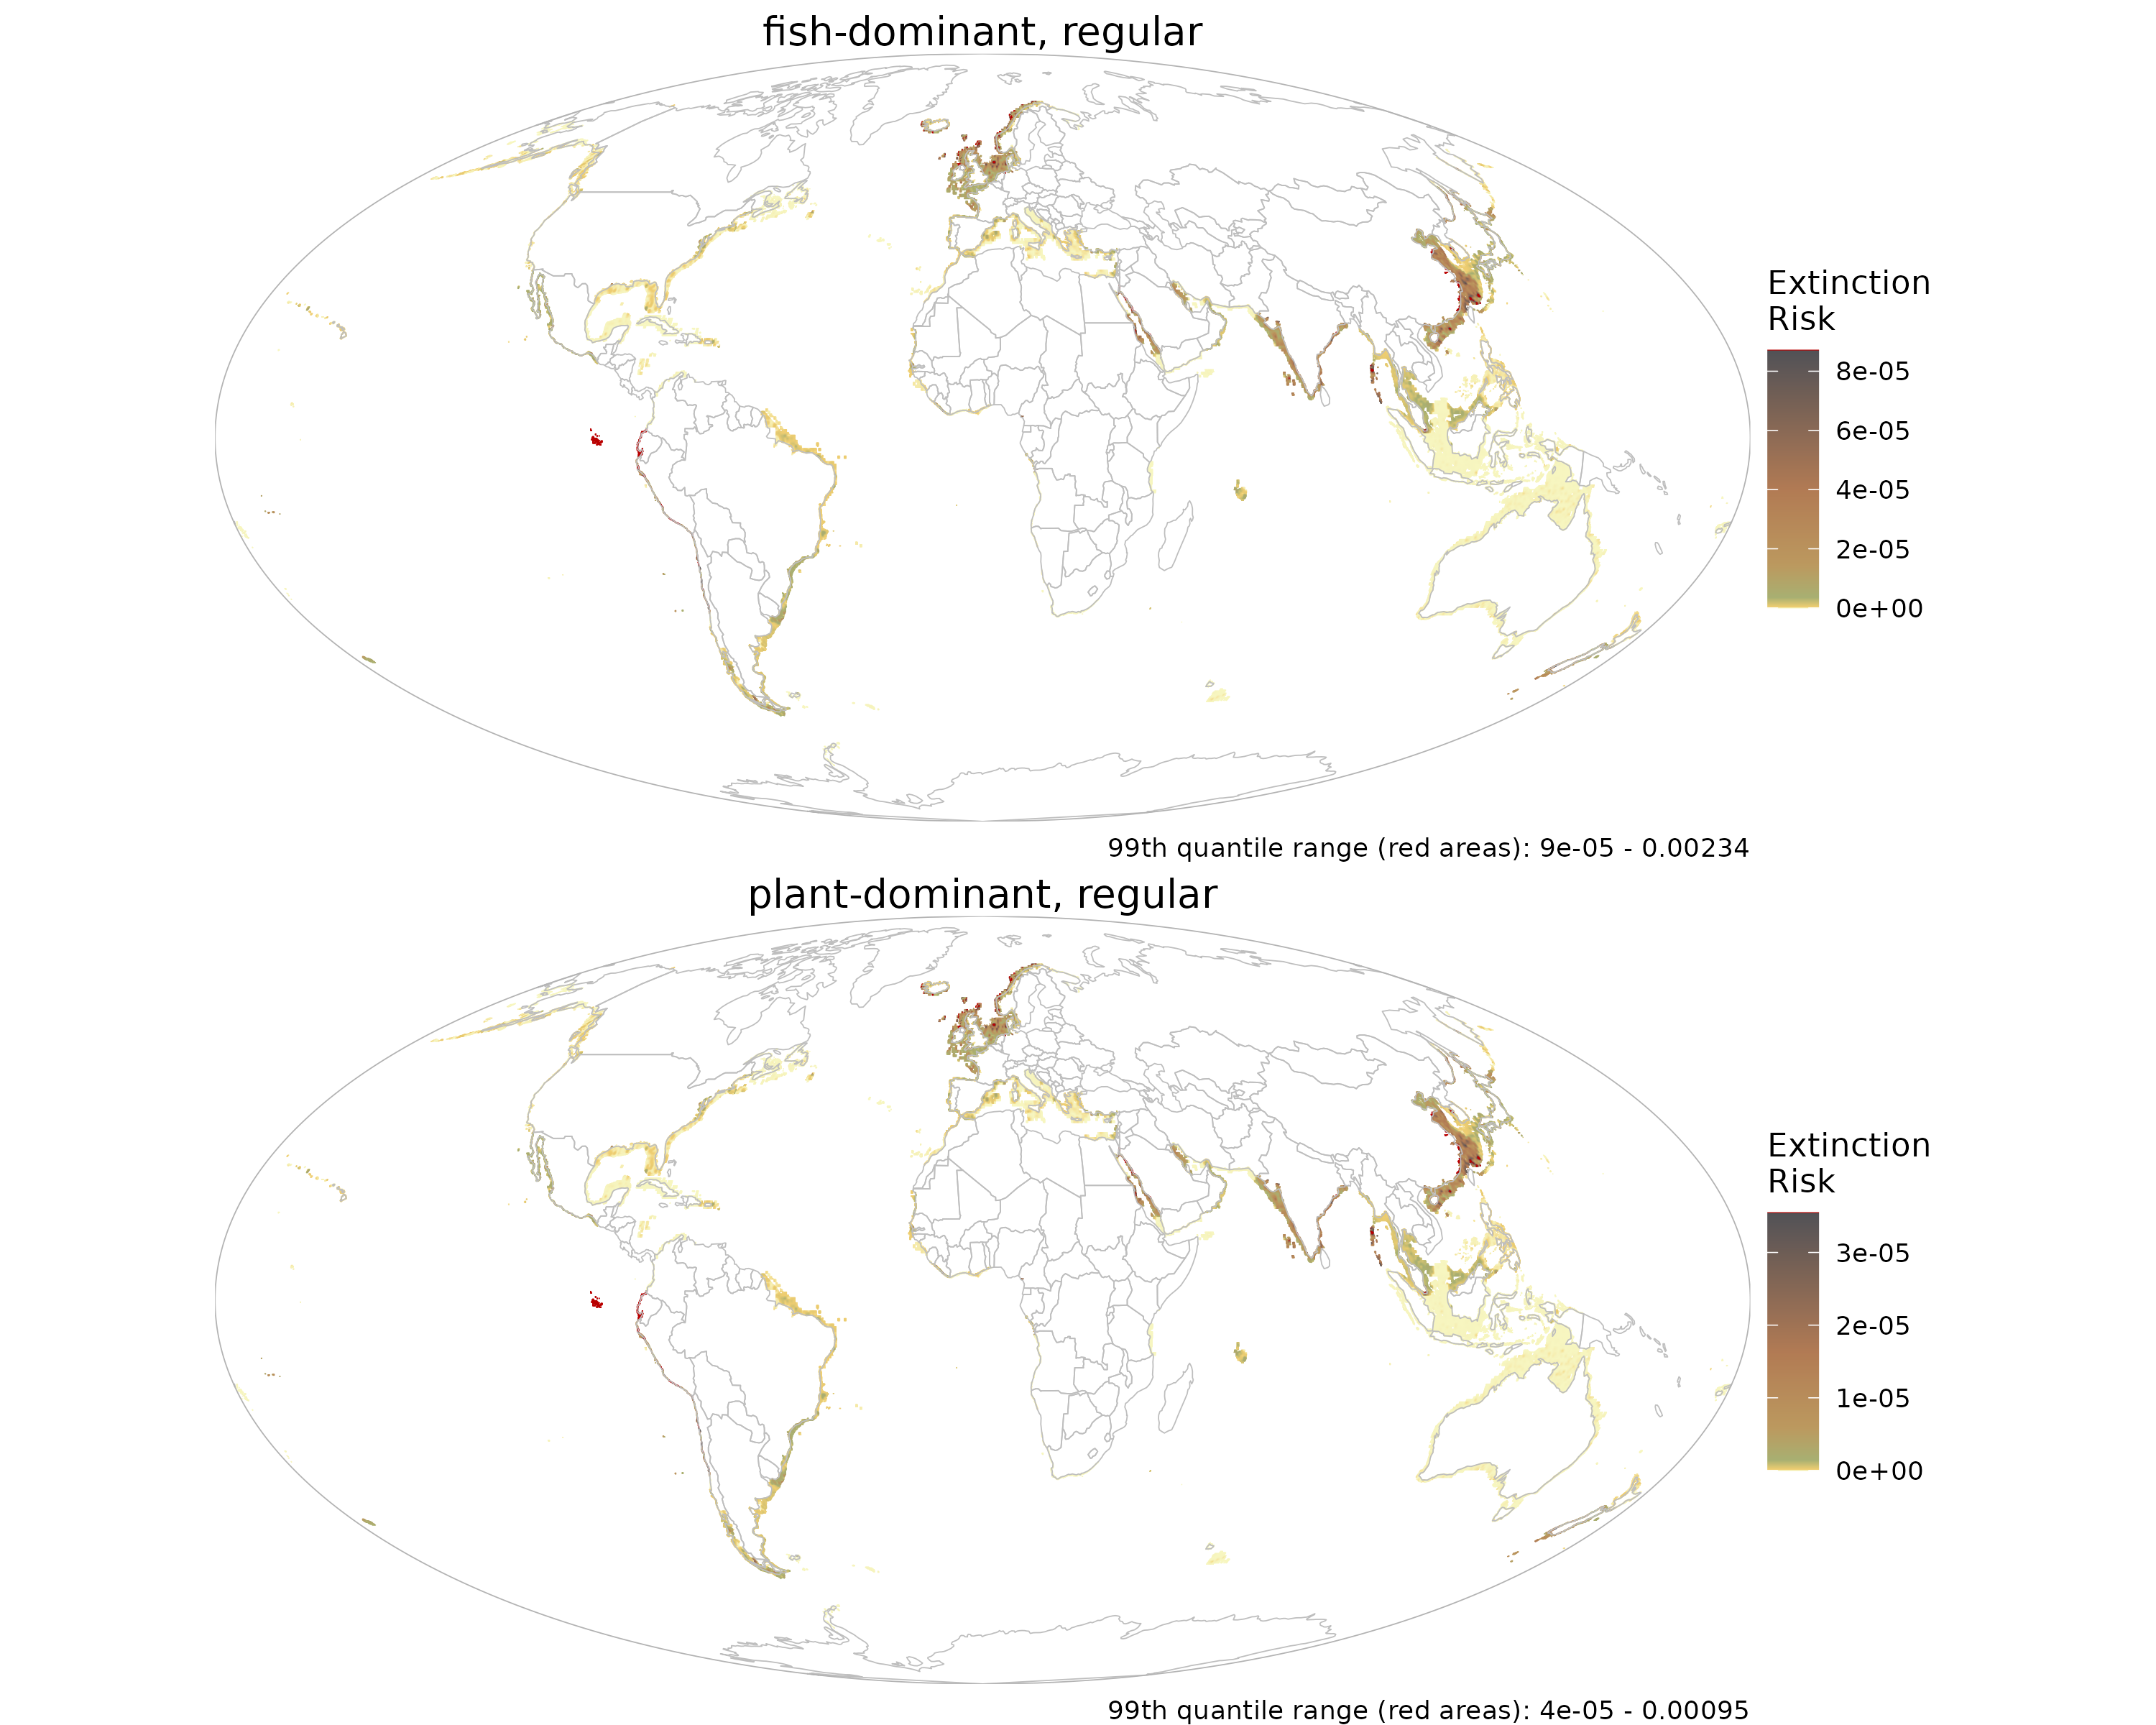 fish-dominant, regular
Extinction
Risk
8e-05
6e-05
4e-05
2e-05
0e+00
99th quantile range (red areas): 9e-05 - 0.00234
plant-dominant, regular
Extinction
Risk
3e-05
2e-05
1e-05
0e+00
99th quantile range (red areas): 4e-05 - 0.00095